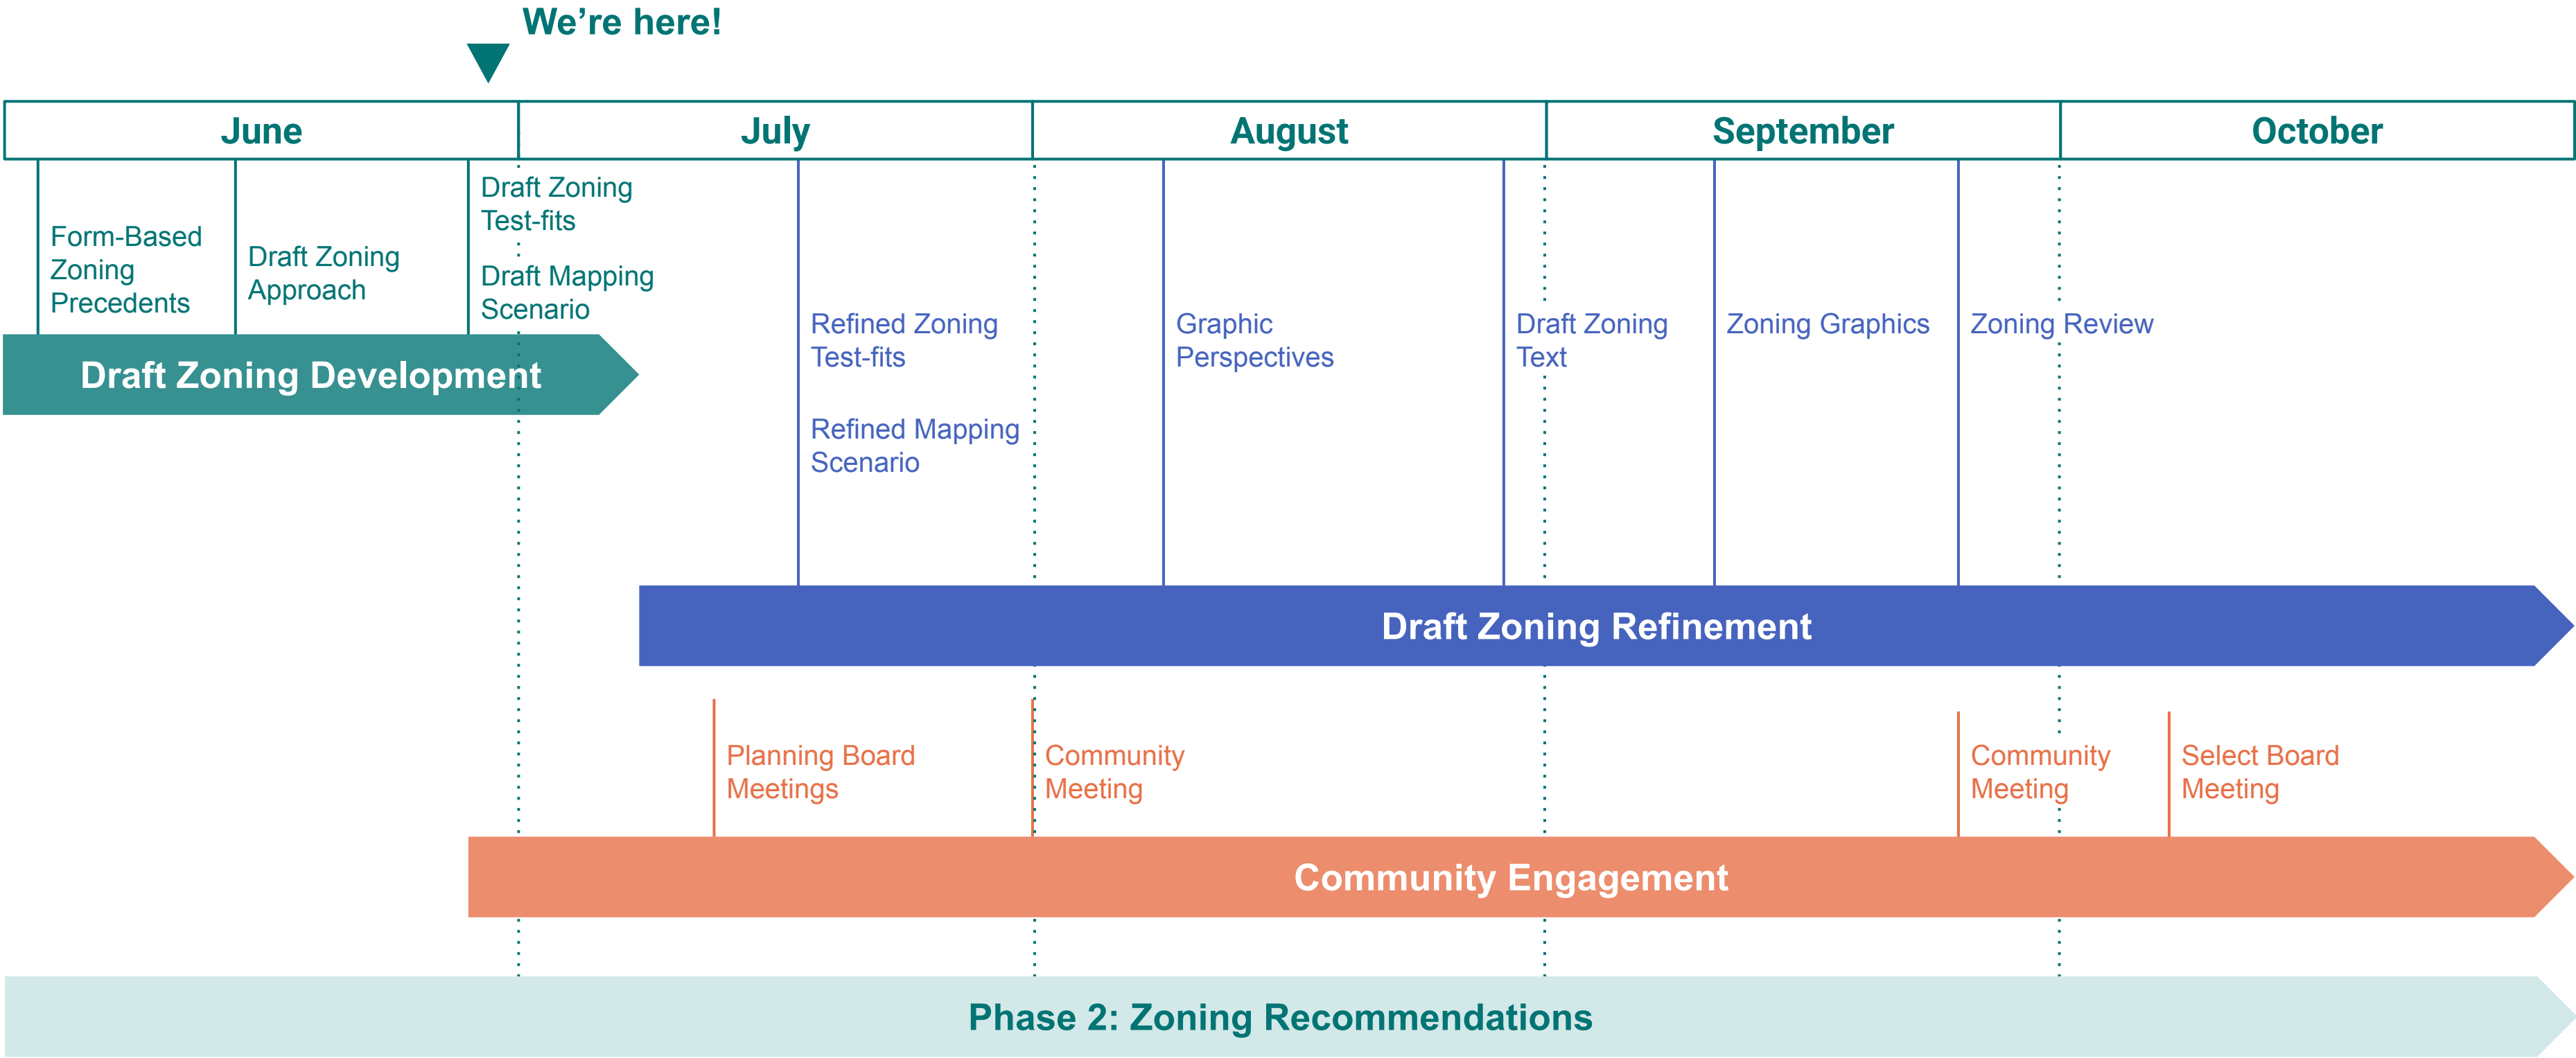 We're here!
June
July
August
September
October
Form-Based
Zoning
Precedents
Draft Zoning
Approach
Draft Zoning
Test-fits
Draft Mapping
Scenario
Draft Zoning Development
Refined Zoning
Test-fits
Refined Mapping
Scenario
Graphic
Perspectives
Draft Zoning
Text
Zoning Graphics
Zoning Review
Draft Zoning Refinement
Planning Board
Meetings
Community
Meeting
Community
Meeting
Select Board
Meeting
Community Engagement
Phase 2: Zoning Recommendations